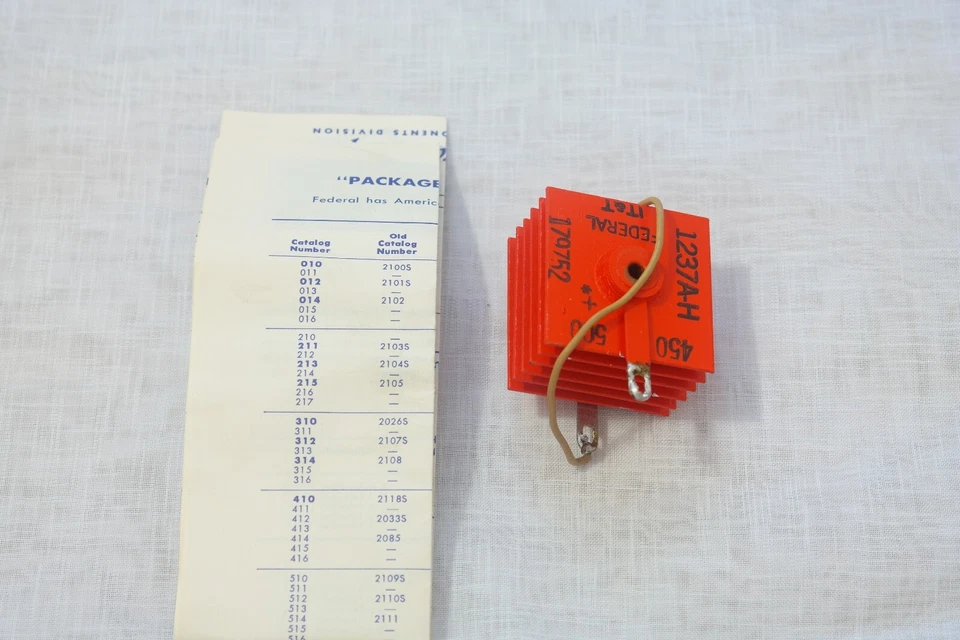 ONENTS DIVISION
"PACKAGE
Federal has Americ
Catalog Number
Old Catalog Number
010 2100S
011 —
012 2101S
013 —
014 2102
015 —
016 —
210 —
211 2103S
212 —
213 2104S
214 —
215 2105
216 —
217 —
310 2026S
311 —
312 2107S
313 —
314 2108
315 —
316 —
410 2118S
411 —
412 2033S
413 —
414 2085
415 —
416 —
510 2109S
511 —
512 2110S
513 —
514 2111
515 —
516
FEDERAL
IT&T
1237A-H
450
500
+
*